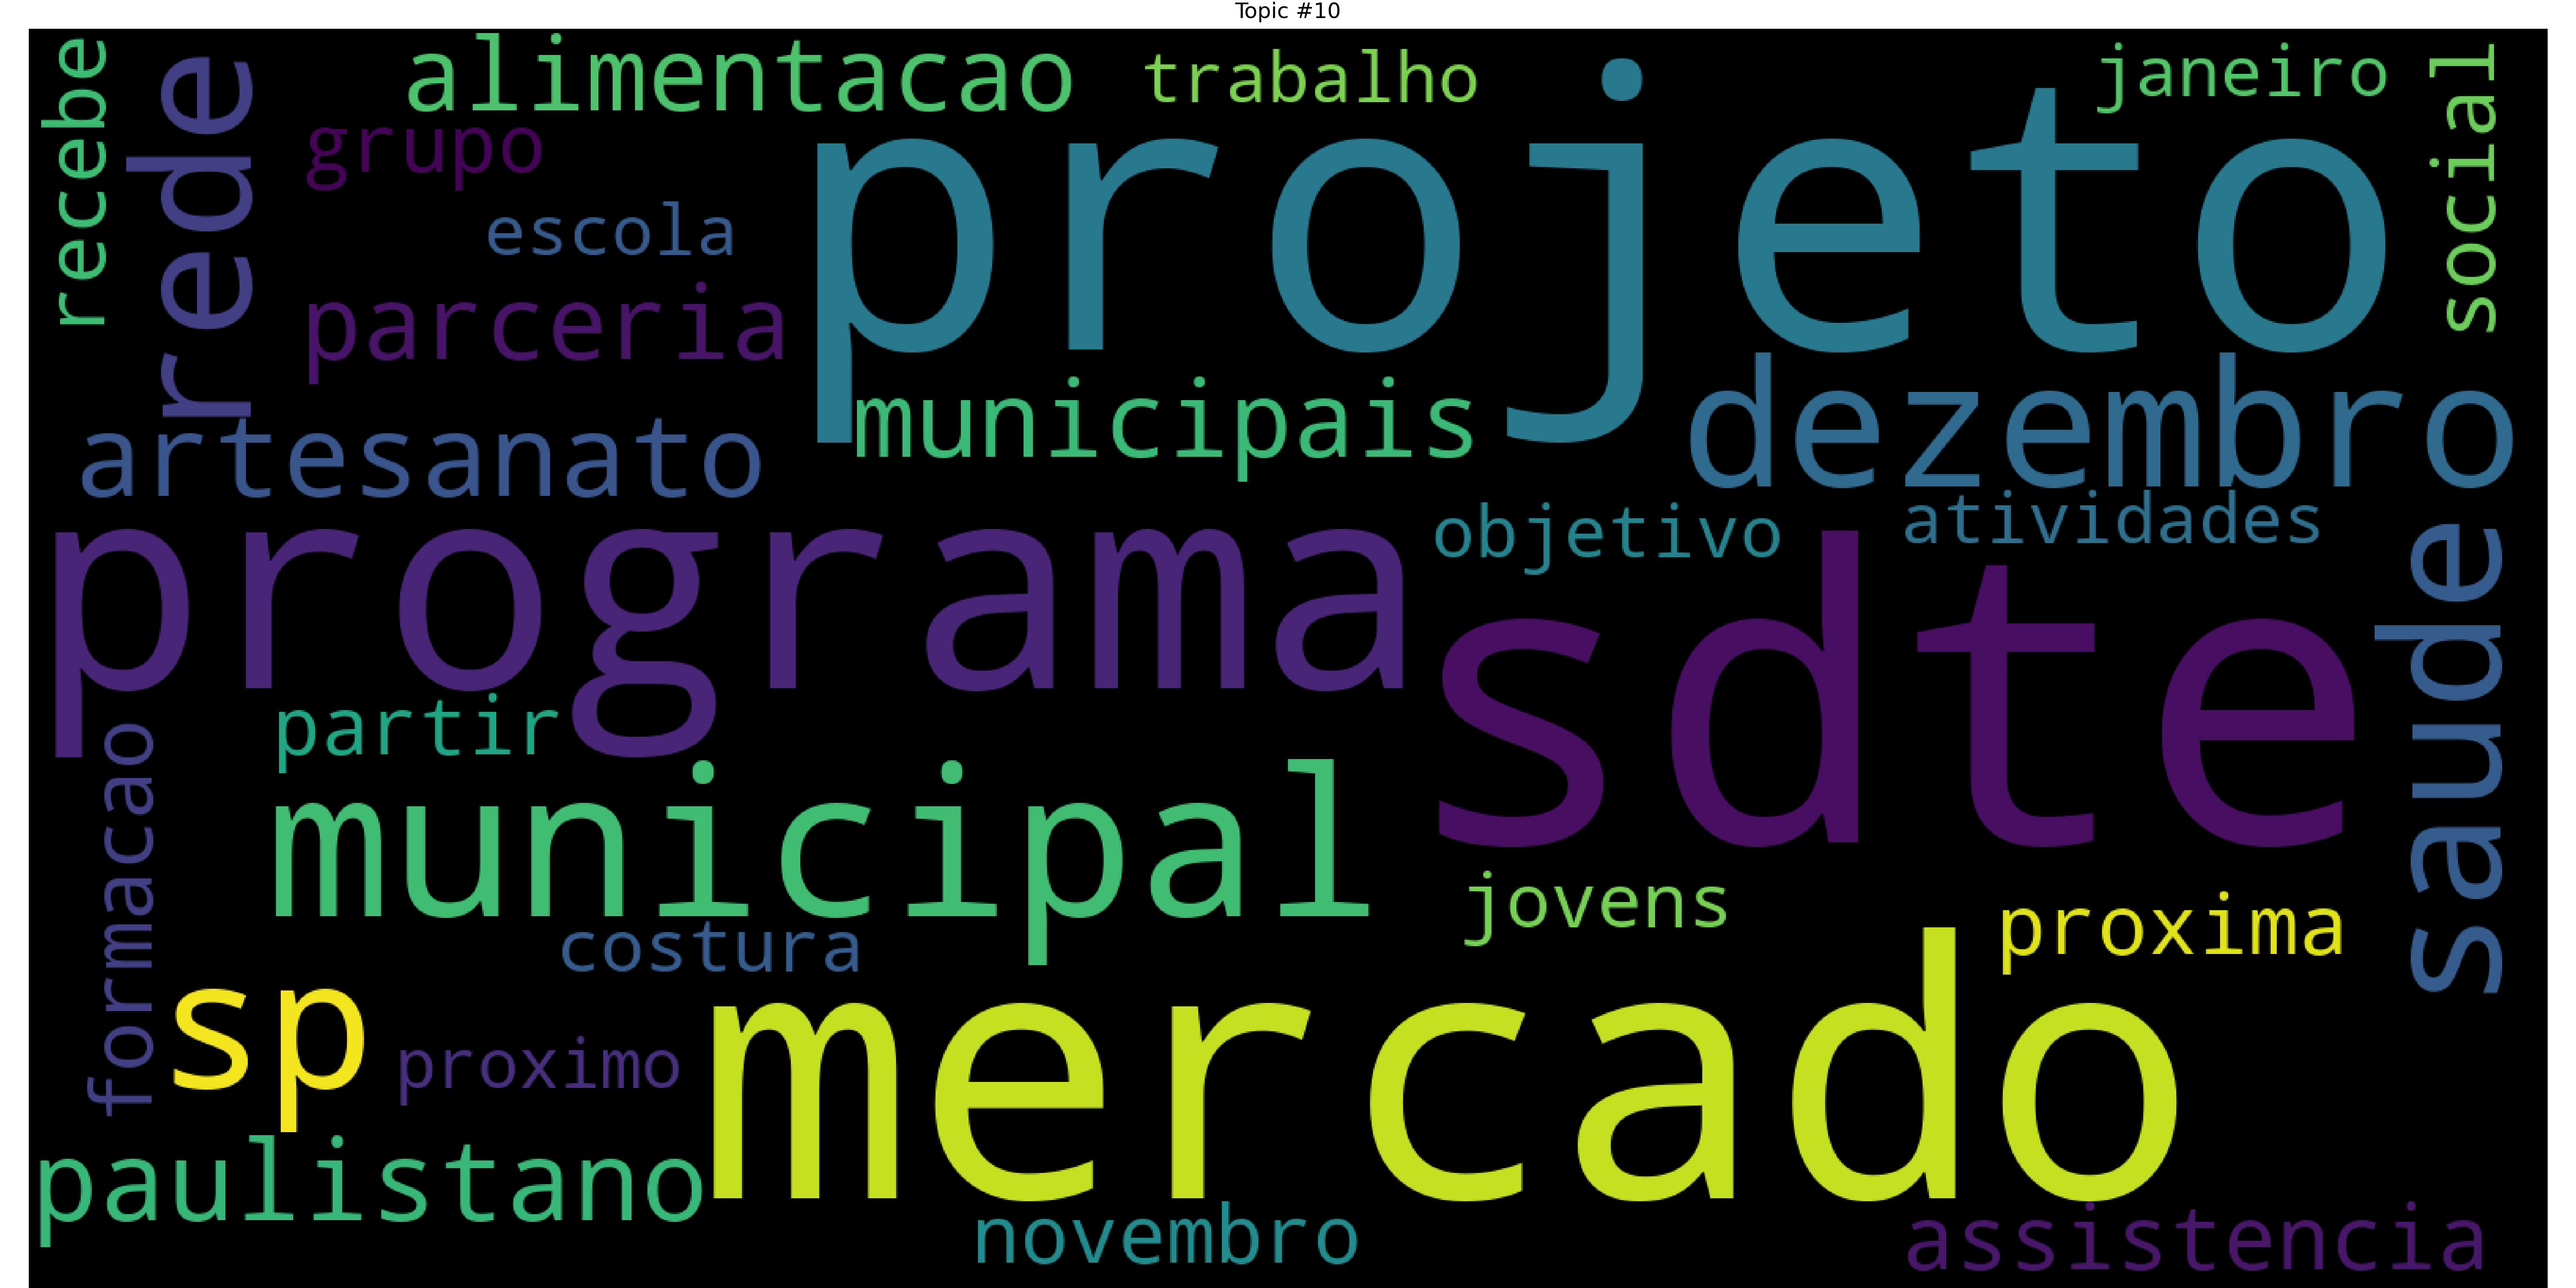 Topic #10
recebe
rede
alimentacao
trabalho
janeiro
social
grupo
escola
projeto
parceria
municipais
dezembro
artesanato
objetivo
atividades
programa
sdte
saude
partir
formacao
municipal
jovens
proxima
costura
sp
proximo
mercado
paulistano
novembro
assistencia